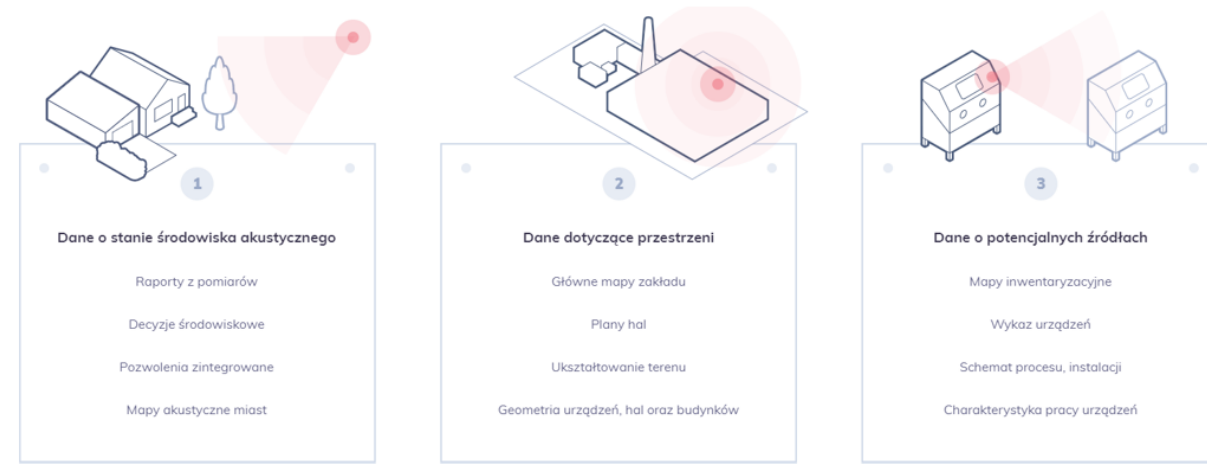 1
Dane o stanie środowiska akustycznego
Raporty z pomiarów
Decyzje środowiskowe
Pozwolenia zintegrowane
Mapy akustyczne miast
2
Dane dotyczące przestrzeni
Główne mapy zakładu
Plany hal
Ukształtowanie terenu
Geometria urządzeń, hal oraz budynków
3
Dane o potencjalnych źródłach
Mapy inwentaryzacyjne
Wykaz urządzeń
Schemat procesu, instalacji
Charakterystyka pracy urządzeń